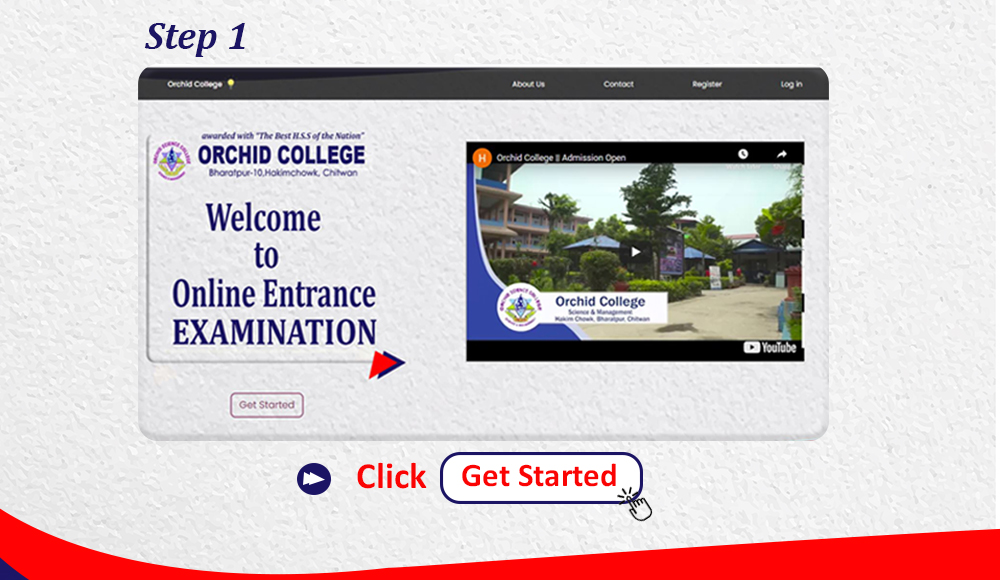 Step 1
Orchid College
About Us
Contact
Register
Log in
awarded with "The Best H.S.S of the Nation"
ORCHID COLLEGE
Bharatpur-10,Hakimchowk, Chitwan
Welcome
to
Online Entrance
EXAMINATION
Get Started
H
Orchid College || Admission Open
Orchid College
Science & Management
Hakim Chowk, Bharatpur, Chitwan
YouTube
Click Get Started